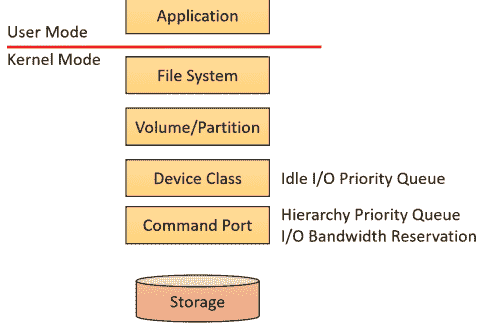 Application
User Mode
Kernel Mode
File System
Volume/Partition
Device Class
Idle I/O Priority Queue
Command Port
Hierarchy Priority Queue
I/O Bandwidth Reservation
Storage